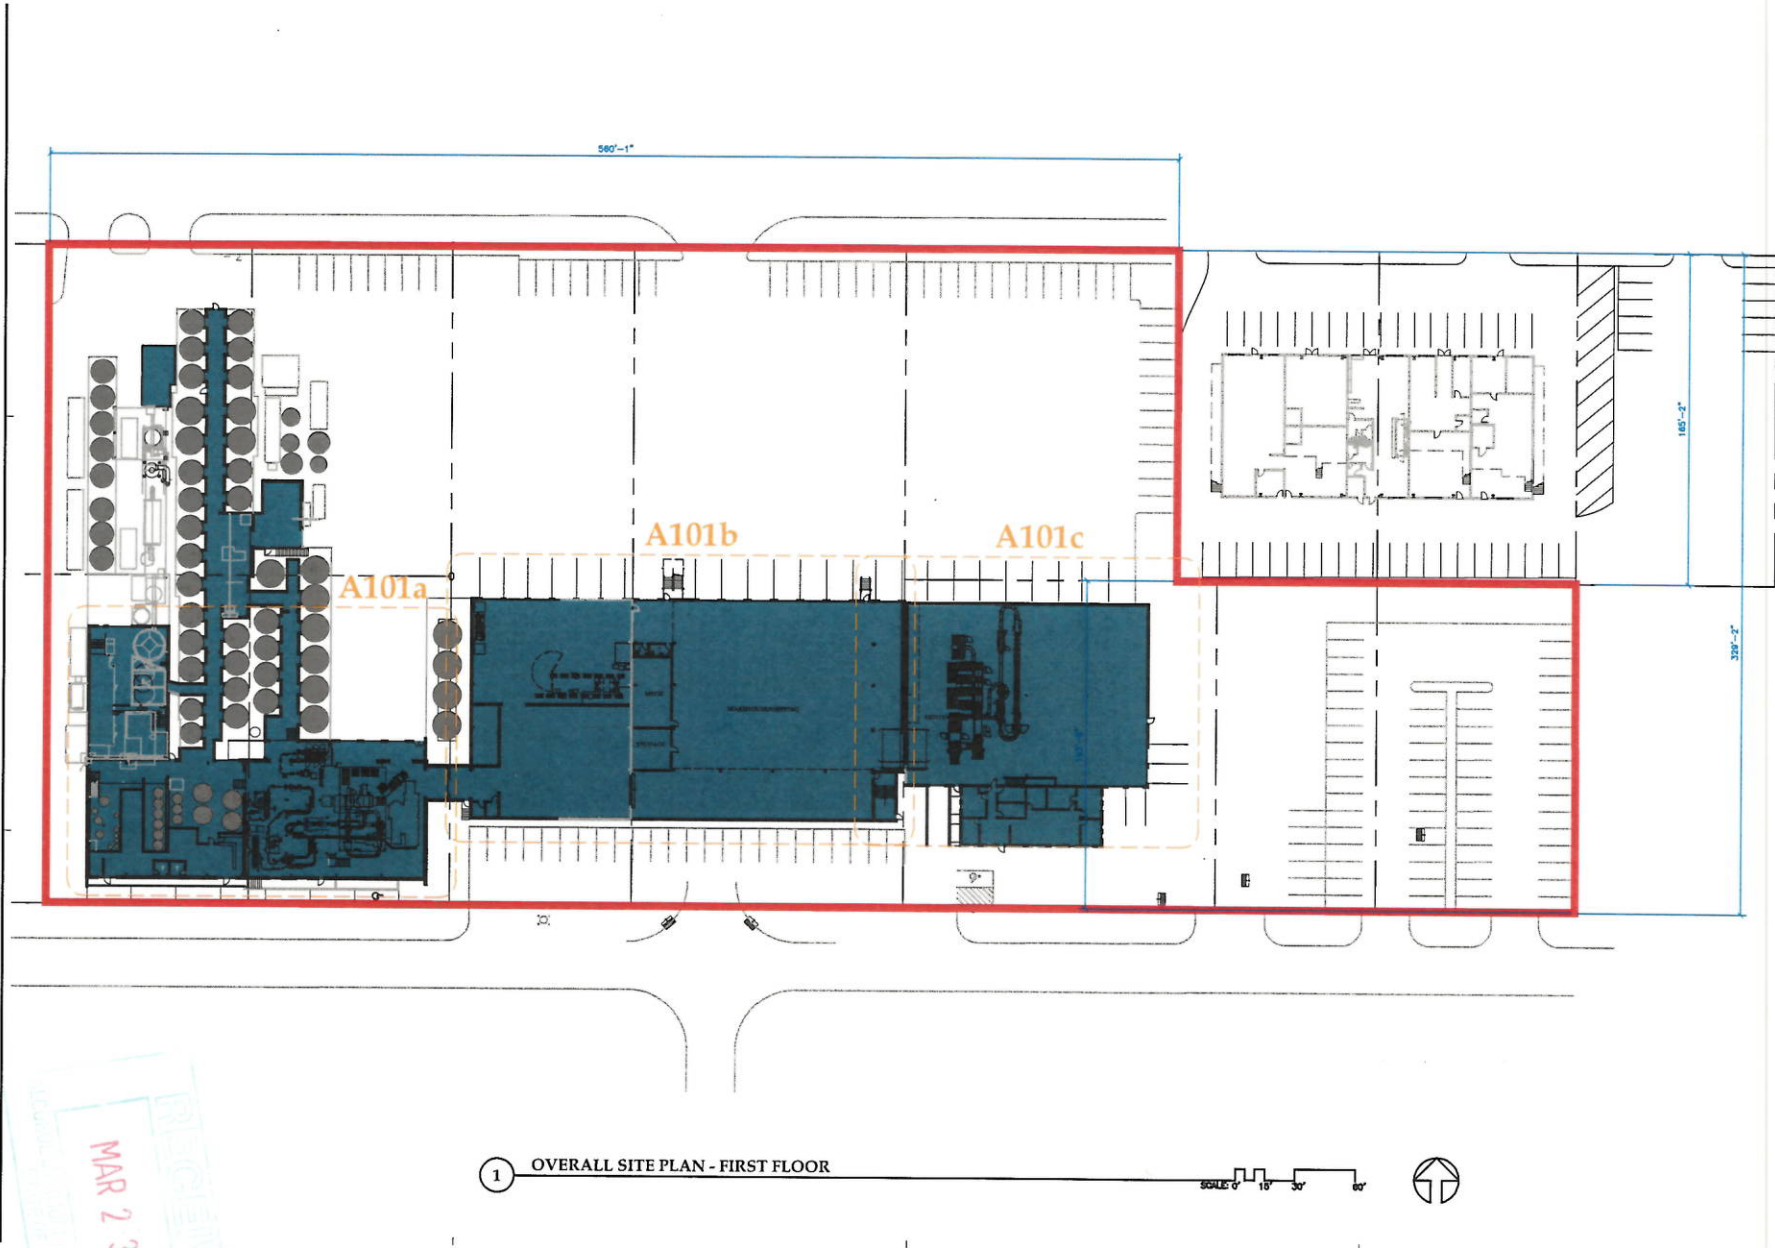 560'-1"
165'-2"
A101b
A101c
A101a
329'-2"
1
OVERALL SITE PLAN - FIRST FLOOR
SCALE: 0' 15' 30' 60'
MAR 2